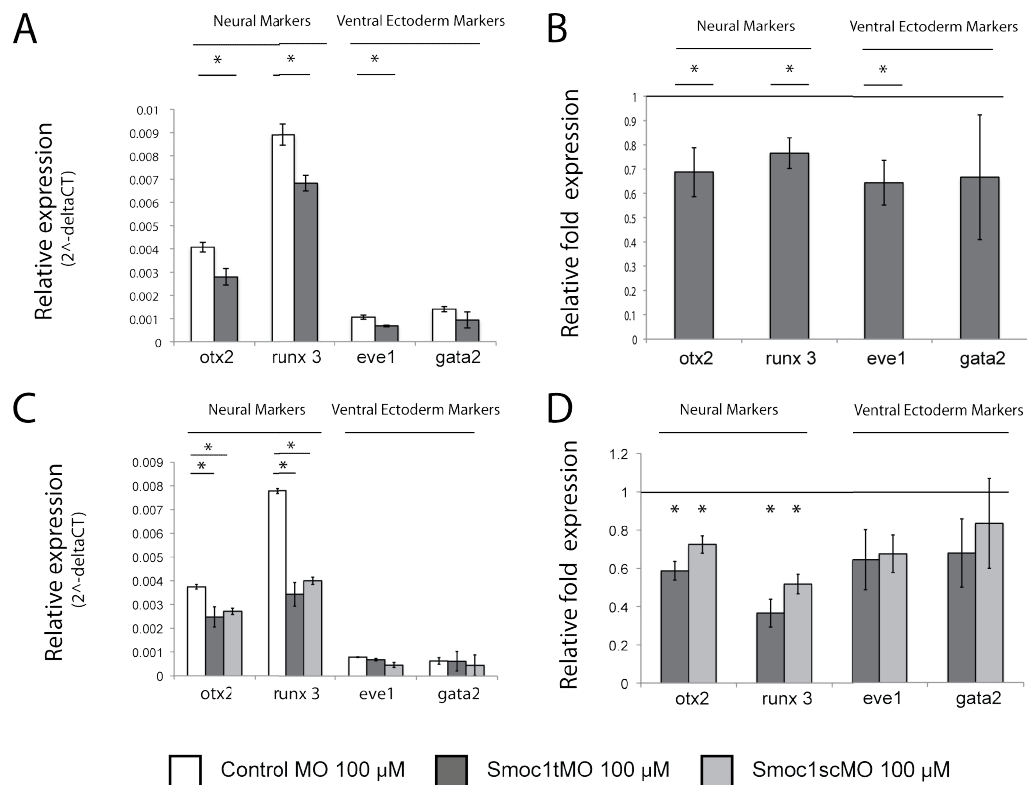 A
Neural Markers
Ventral Ectoderm Markers
*
*
*
Relative expression
(2^-deltaCT)
0.01
0.009
0.008
0.007
0.006
0.005
0.004
0.003
0.002
0.001
0
otx2
runx 3
eve1
gata2
B
Neural Markers
Ventral Ectoderm Markers
*
*
*
Relative fold expression
1
0.9
0.8
0.7
0.6
0.5
0.4
0.3
0.2
0.1
0
otx2
runx 3
eve1
gata2
C
Neural Markers
Ventral Ectoderm Markers
*
*
*
*
Relative expression
(2^-deltaCT)
0.009
0.008
0.007
0.006
0.005
0.004
0.003
0.002
0.001
0
otx2
runx 3
eve1
gata2
D
Neural Markers
Ventral Ectoderm Markers
Relative fold expression
1.2
1
0.8
0.6
0.4
0.2
0
* * * *
otx2
runx 3
eve1
gata2
Control MO 100 µM
Smoc1tMO 100 µM
Smoc1scMO 100 µM